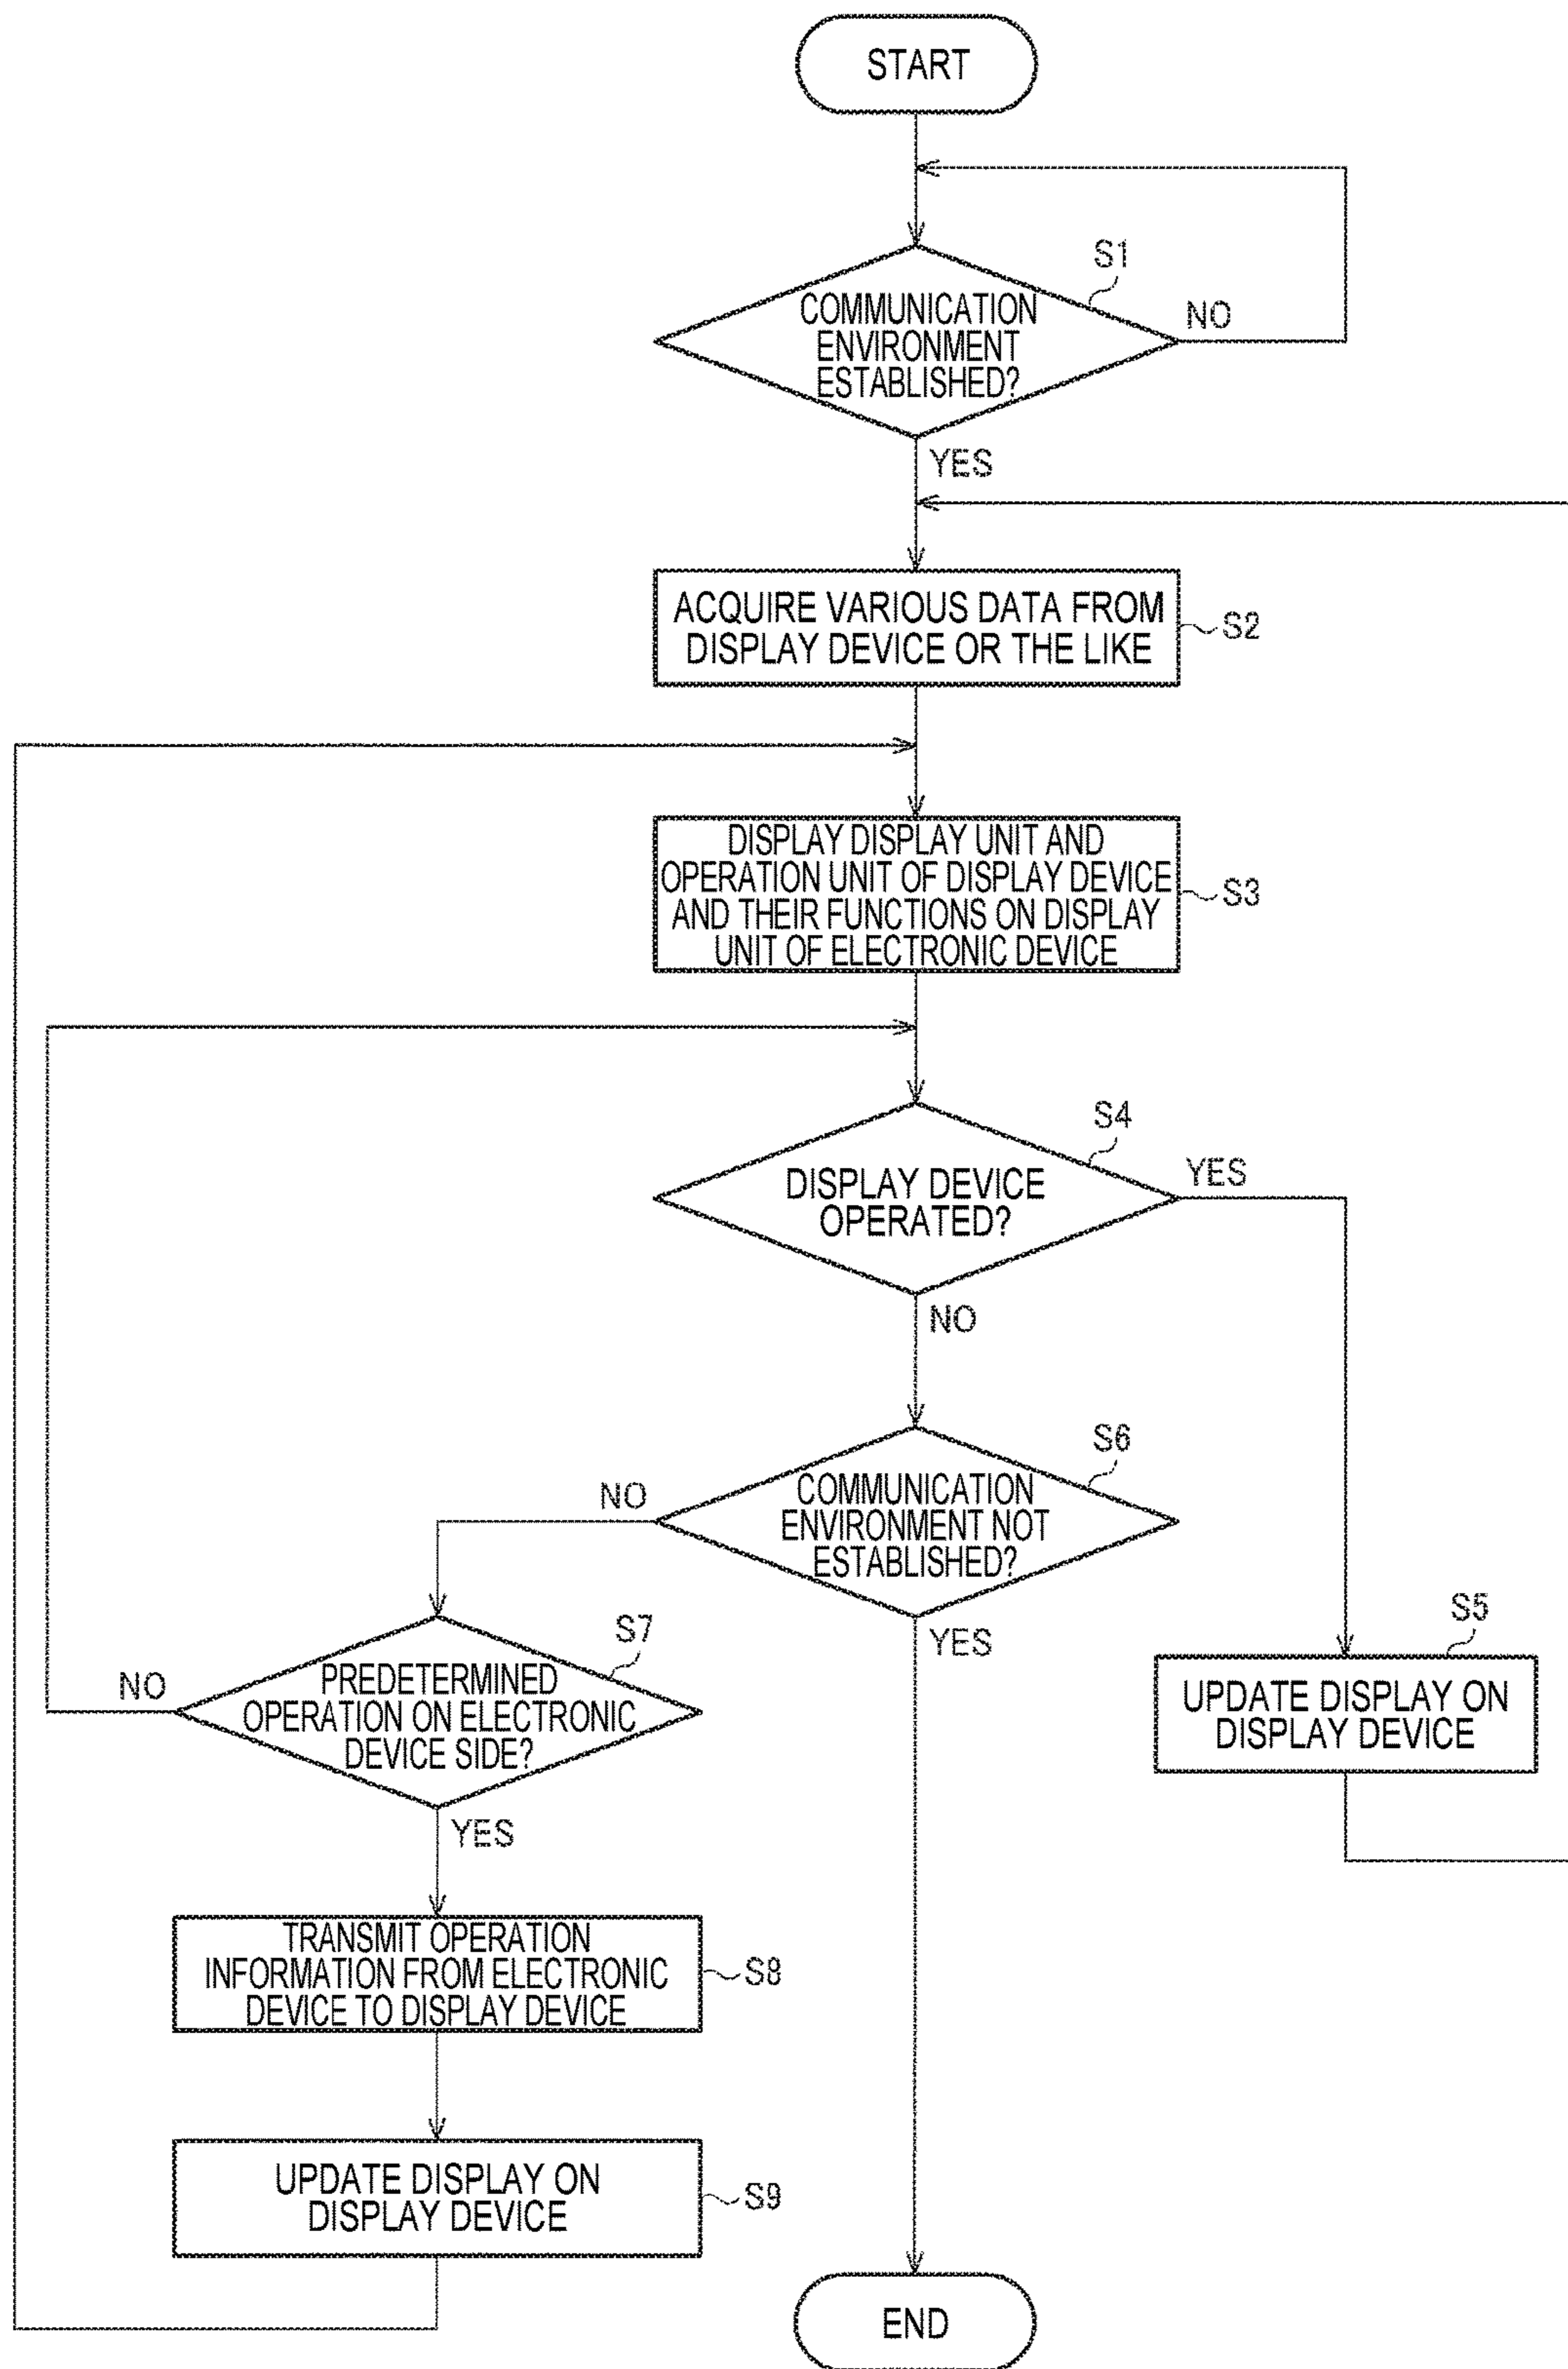 START
S1
COMMUNICATION
ENVIRONMENT
ESTABLISHED?
NO
YES
ACQUIRE VARIOUS DATA FROM
DISPLAY DEVICE OR THE LIKE
S2
DISPLAY DISPLAY UNIT AND
OPERATION UNIT OF DISPLAY DEVICE
AND THEIR FUNCTIONS ON DISPLAY
UNIT OF ELECTRONIC DEVICE
S3
S4
DISPLAY DEVICE
OPERATED?
YES
NO
S6
COMMUNICATION
ENVIRONMENT NOT
ESTABLISHED?
NO
YES
S5
UPDATE DISPLAY ON
DISPLAY DEVICE
S7
PREDETERMINED
OPERATION ON ELECTRONIC
DEVICE SIDE?
NO
YES
TRANSMIT OPERATION
INFORMATION FROM ELECTRONIC
DEVICE TO DISPLAY DEVICE
S8
UPDATE DISPLAY ON
DISPLAY DEVICE
S9
END